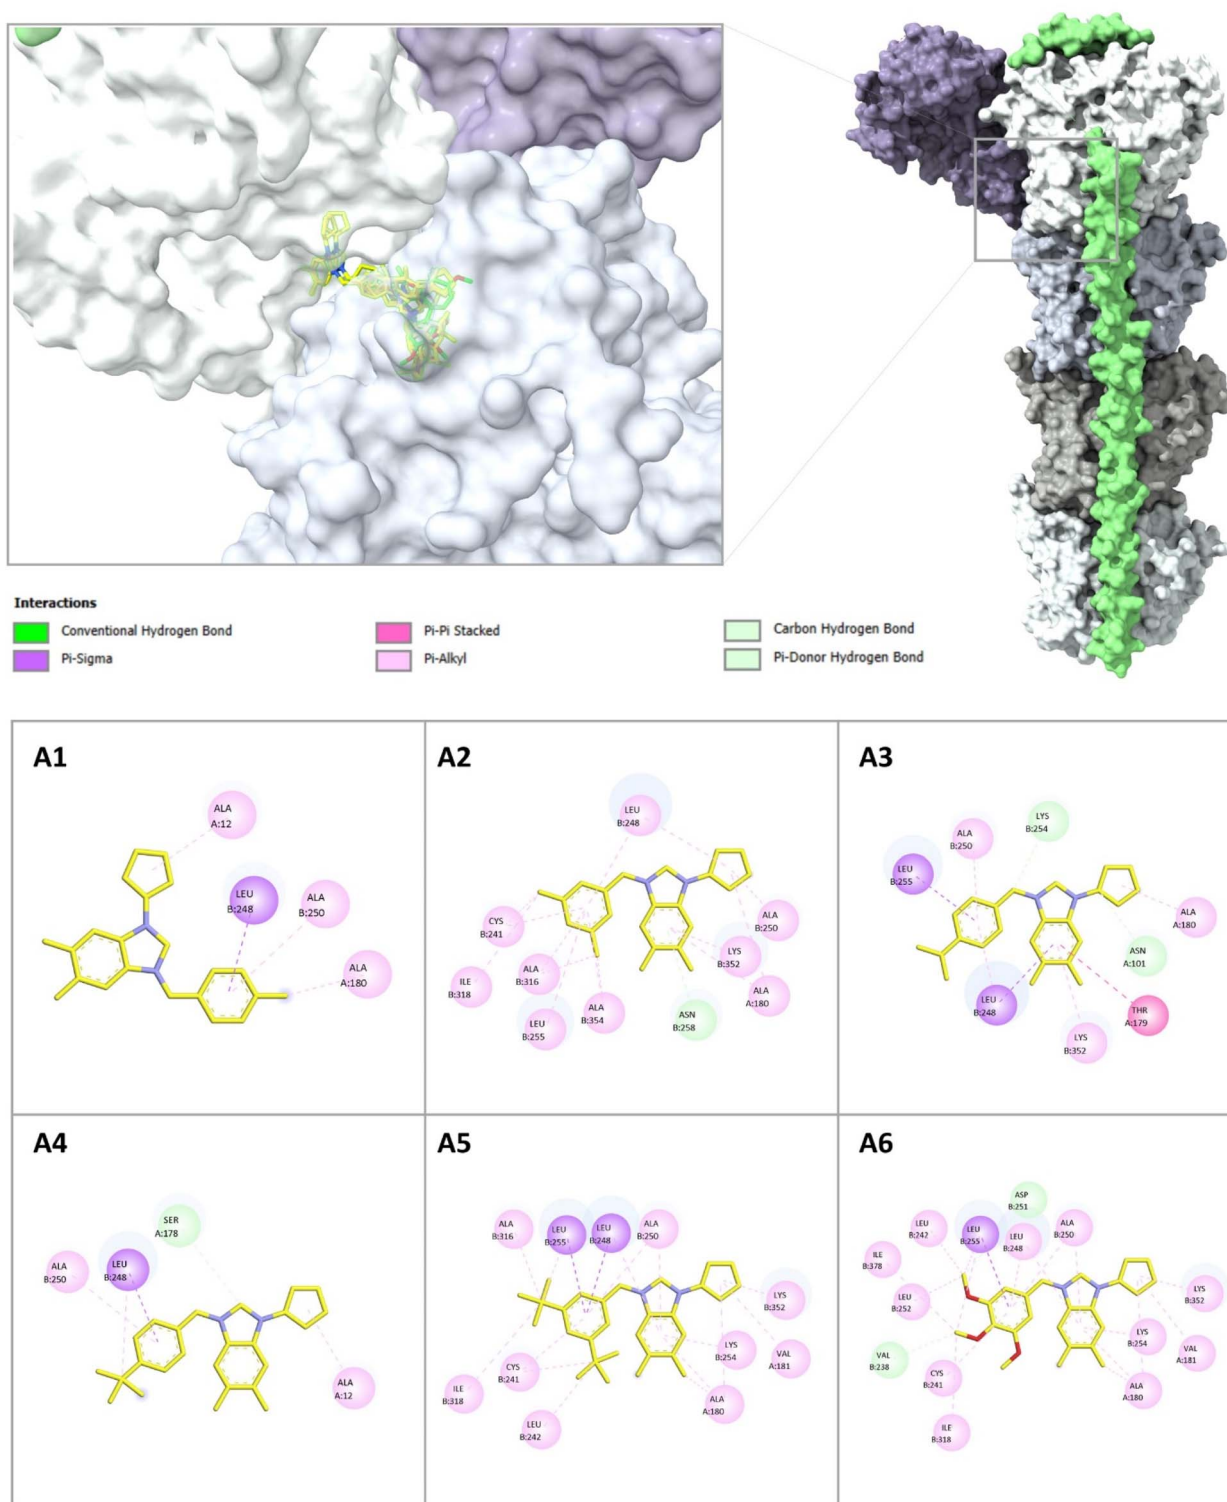 Interactions
Conventional Hydrogen Bond
Pi-Sigma
Pi-Pi Stacked
Pi-Alkyl
Carbon Hydrogen Bond
Pi-Donor Hydrogen Bond
A1
ALA
A:12
LEU
B:248
ALA
B:250
ALA
A:180
A2
LEU
B:248
CYS
B:241
ALA
B:250
LYS
B:352
ILE
B:318
ALA
B:316
ALA
A:180
ALA
B:354
LEU
B:255
ASN
B:258
A3
LYS
B:254
ALA
B:250
LEU
B:255
ALA
A:180
ASN
A:101
LEU
B:248
THR
A:179
LYS
B:352
A4
SER
A:178
ALA
B:250
LEU
B:248
ALA
A:12
A5
ALA
B:316
LEU
B:255
LEU
B:248
ALA
B:250
LYS
B:352
LYS
B:254
VAL
A:181
CYS
B:241
ILE
B:318
ALA
A:180
LEU
B:242
A6
ASP
B:251
LEU
B:242
LEU
B:255
LEU
B:248
ALA
B:250
ILE
B:378
LEU
B:252
LYS
B:352
LYS
B:254
VAL
A:181
VAL
B:238
CYS
B:241
ALA
A:180
ILE
B:318